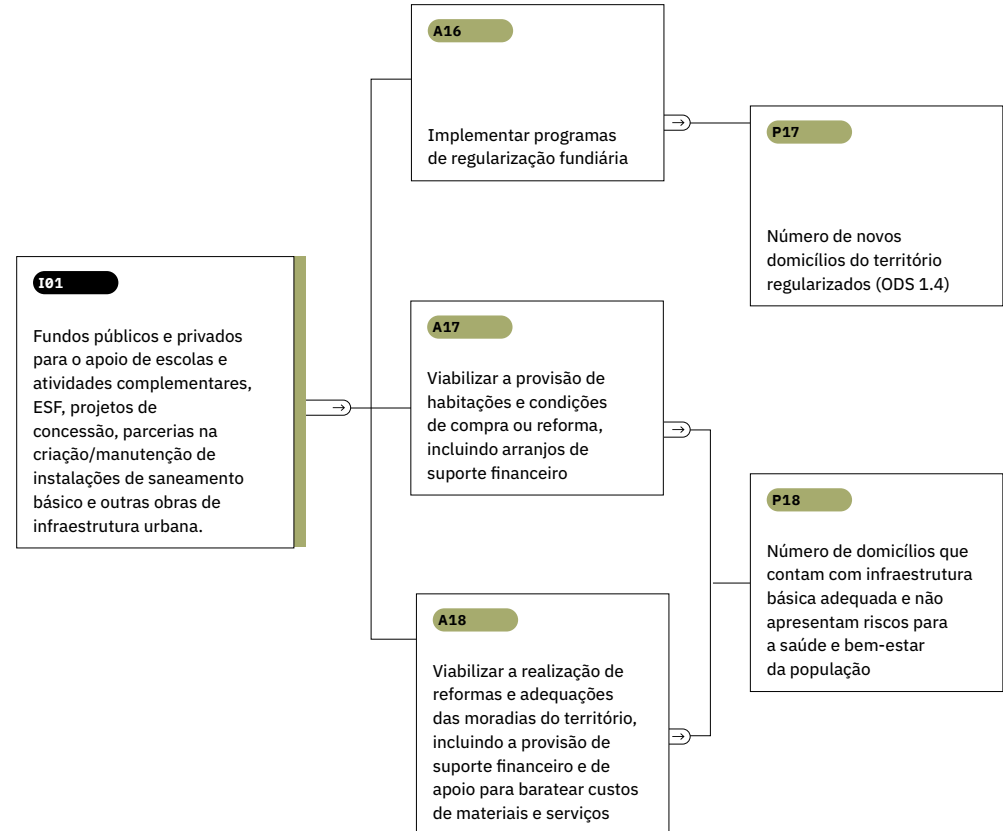 A16
Implementar programas
de regularização fundiária
P17
Número de novos
domicílios do território
regularizados (ODS 1.4)
I01
Fundos públicos e privados
para o apoio de escolas e
atividades complementares,
ESF, projetos de
concessão, parcerias na
criação/manutenção de
instalações de saneamento
básico e outras obras de
infraestrutura urbana.
A17
Viabilizar a provisão de
habitações e condições
de compra ou reforma,
incluindo arranjos de
suporte financeiro
P18
Número de domicílios que
contam com infraestrutura
básica adequada e não
apresentam riscos para
a saúde e bem-estar
da população
A18
Viabilizar a realização de
reformas e adequações
das moradias do território,
incluindo a provisão de
suporte financeiro e de
apoio para baratear custos
de materiais e serviços